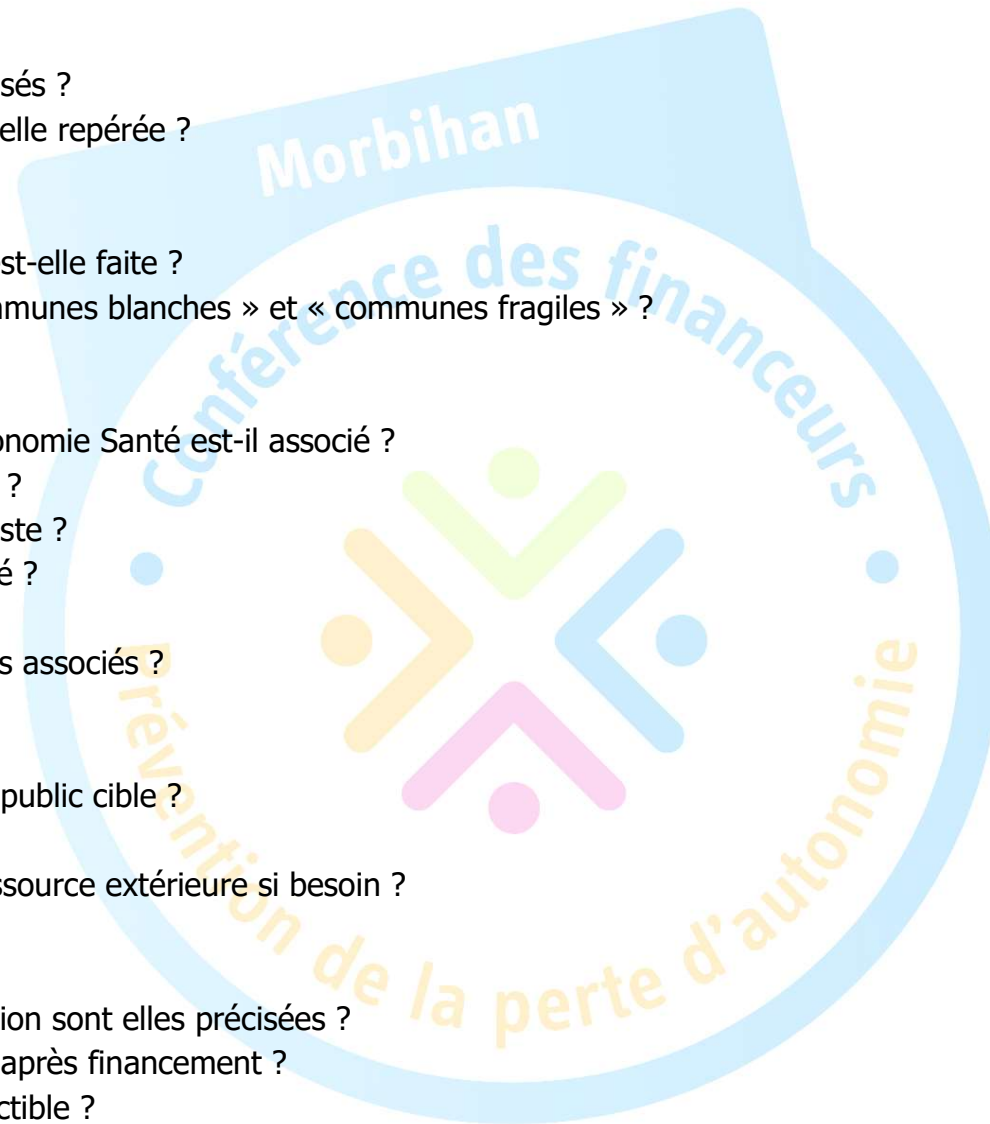 sés ?
elle repérée ?
Morbihan
st-elle faite ?
munes blanches » et « communes fragiles » ?
Conférence des financeurs
onomie Santé est-il associé ?
?
ste ?
é ?
s associés ?
public cible ?
ssource extérieure si besoin ?
Prévention de la perte d'autonomie
ion sont elles précisées ?
après financement ?
ctible ?